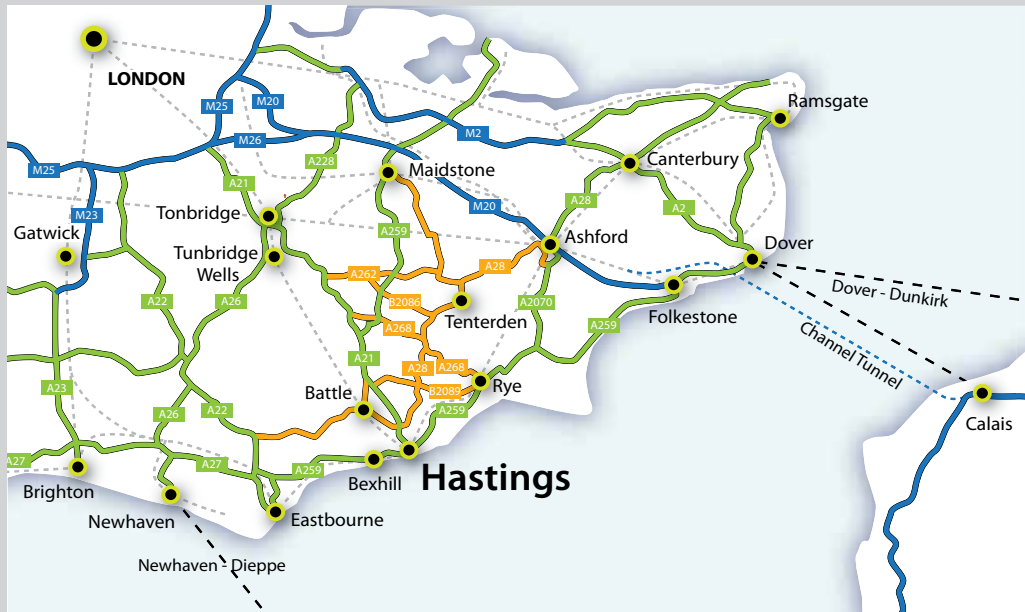 LONDON
M25
M20
M2
M26
Ramsgate
M25
A228
Canterbury
Maidstone
A21
M20
A28
A2
M23
Tonbridge
Gatwick
A259
Ashford
Dover
Tunbridge
Wells
A262
A28
Dover - Dunkirk
A22
A26
B2086
Tenterden
A2070
Folkestone
A268
A259
Channel Tunnel
A21
A28
A268
A23
Battle
B2089
Rye
A26
A22
A259
Calais
A27
A27
A259
Bexhill
Hastings
Brighton
Newhaven
Eastbourne
Newhaven - Dieppe